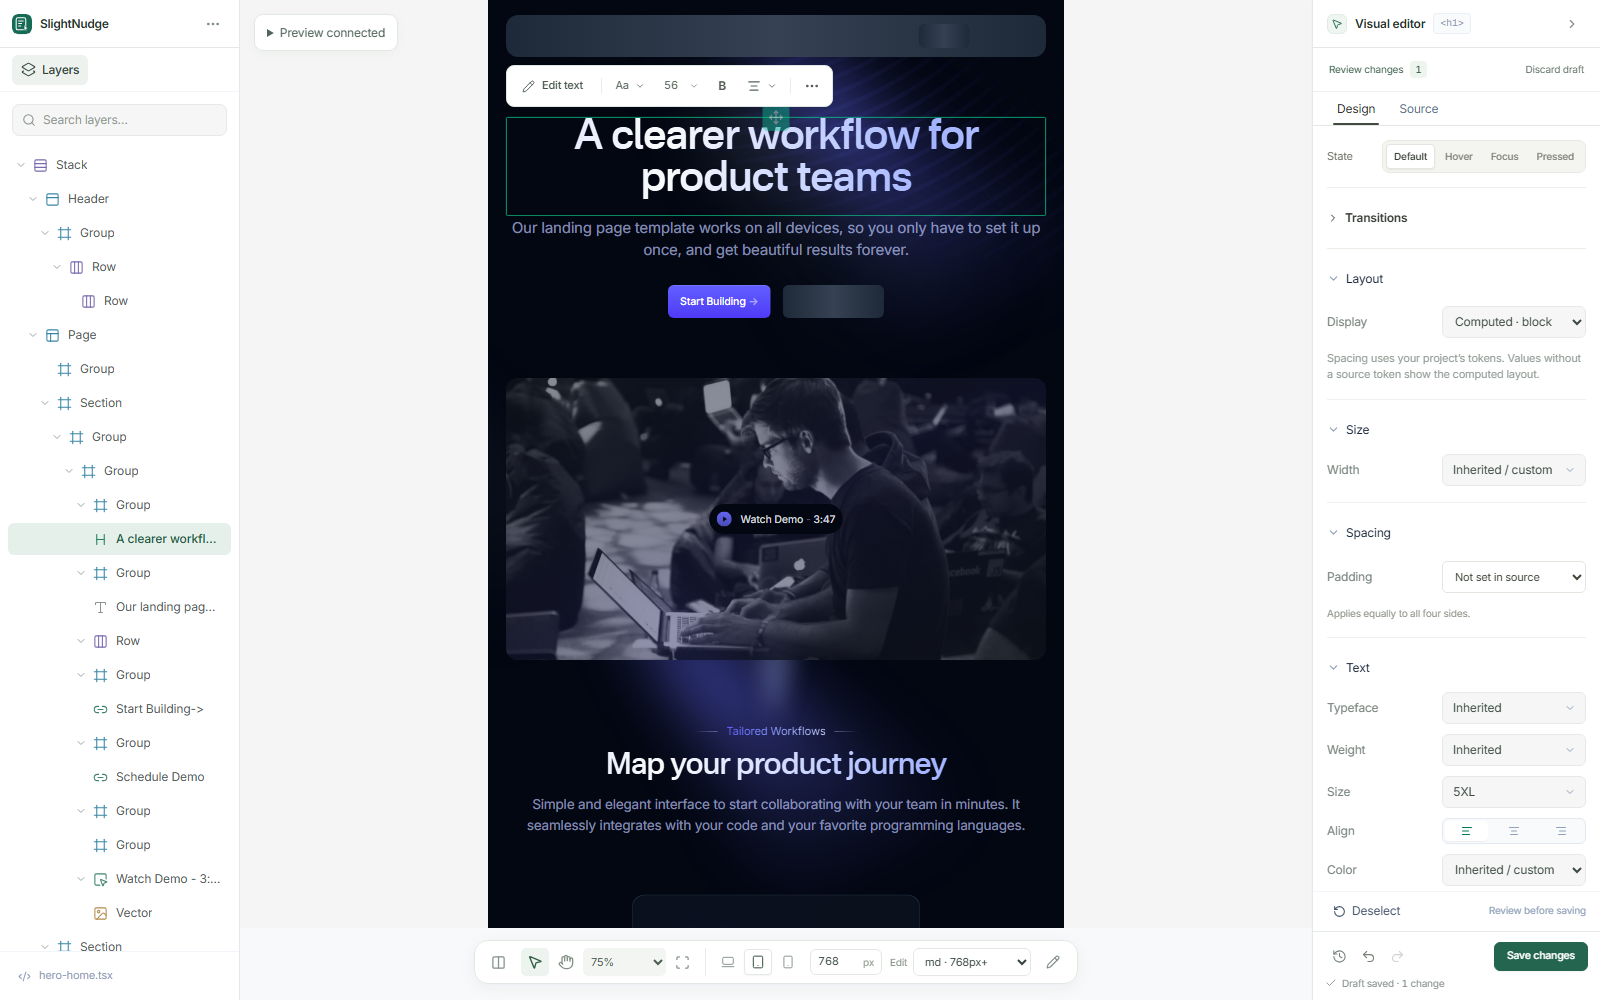 SlightNudge
Layers
Search layers...
Stack
Header
Group
Row
Row
Page
Group
Section
Group
Group
Group
A clearer workfl...
Group
Our landing pag...
Row
Group
Start Building->
Group
Schedule Demo
Group
Group
Watch Demo - 3:...
Vector
Section
hero-home.tsx
Preview connected
Edit text
Aa
56
B
A clearer workflow for
product teams
Our landing page template works on all devices, so you only have to set it up
once, and get beautiful results forever.
Start Building ->
Watch Demo - 3:47
facebook
Tailored Workflows
Map your product journey
Simple and elegant interface to start collaborating with your team in minutes. It
seamlessly integrates with your code and your favorite programming languages.
75%
768 px
Edit
md · 768px+
Visual editor
<h1>
Review changes 1
Discard draft
Design
Source
State
Default
Hover
Focus
Pressed
Transitions
Layout
Display
Computed · block
Spacing uses your project's tokens. Values without
a source token show the computed layout.
Size
Width
Inherited / custom
Spacing
Padding
Not set in source
Applies equally to all four sides.
Text
Typeface
Inherited
Weight
Inherited
Size
5XL
Align
Color
Inherited / custom
Deselect
Review before saving
Save changes
Draft saved · 1 change